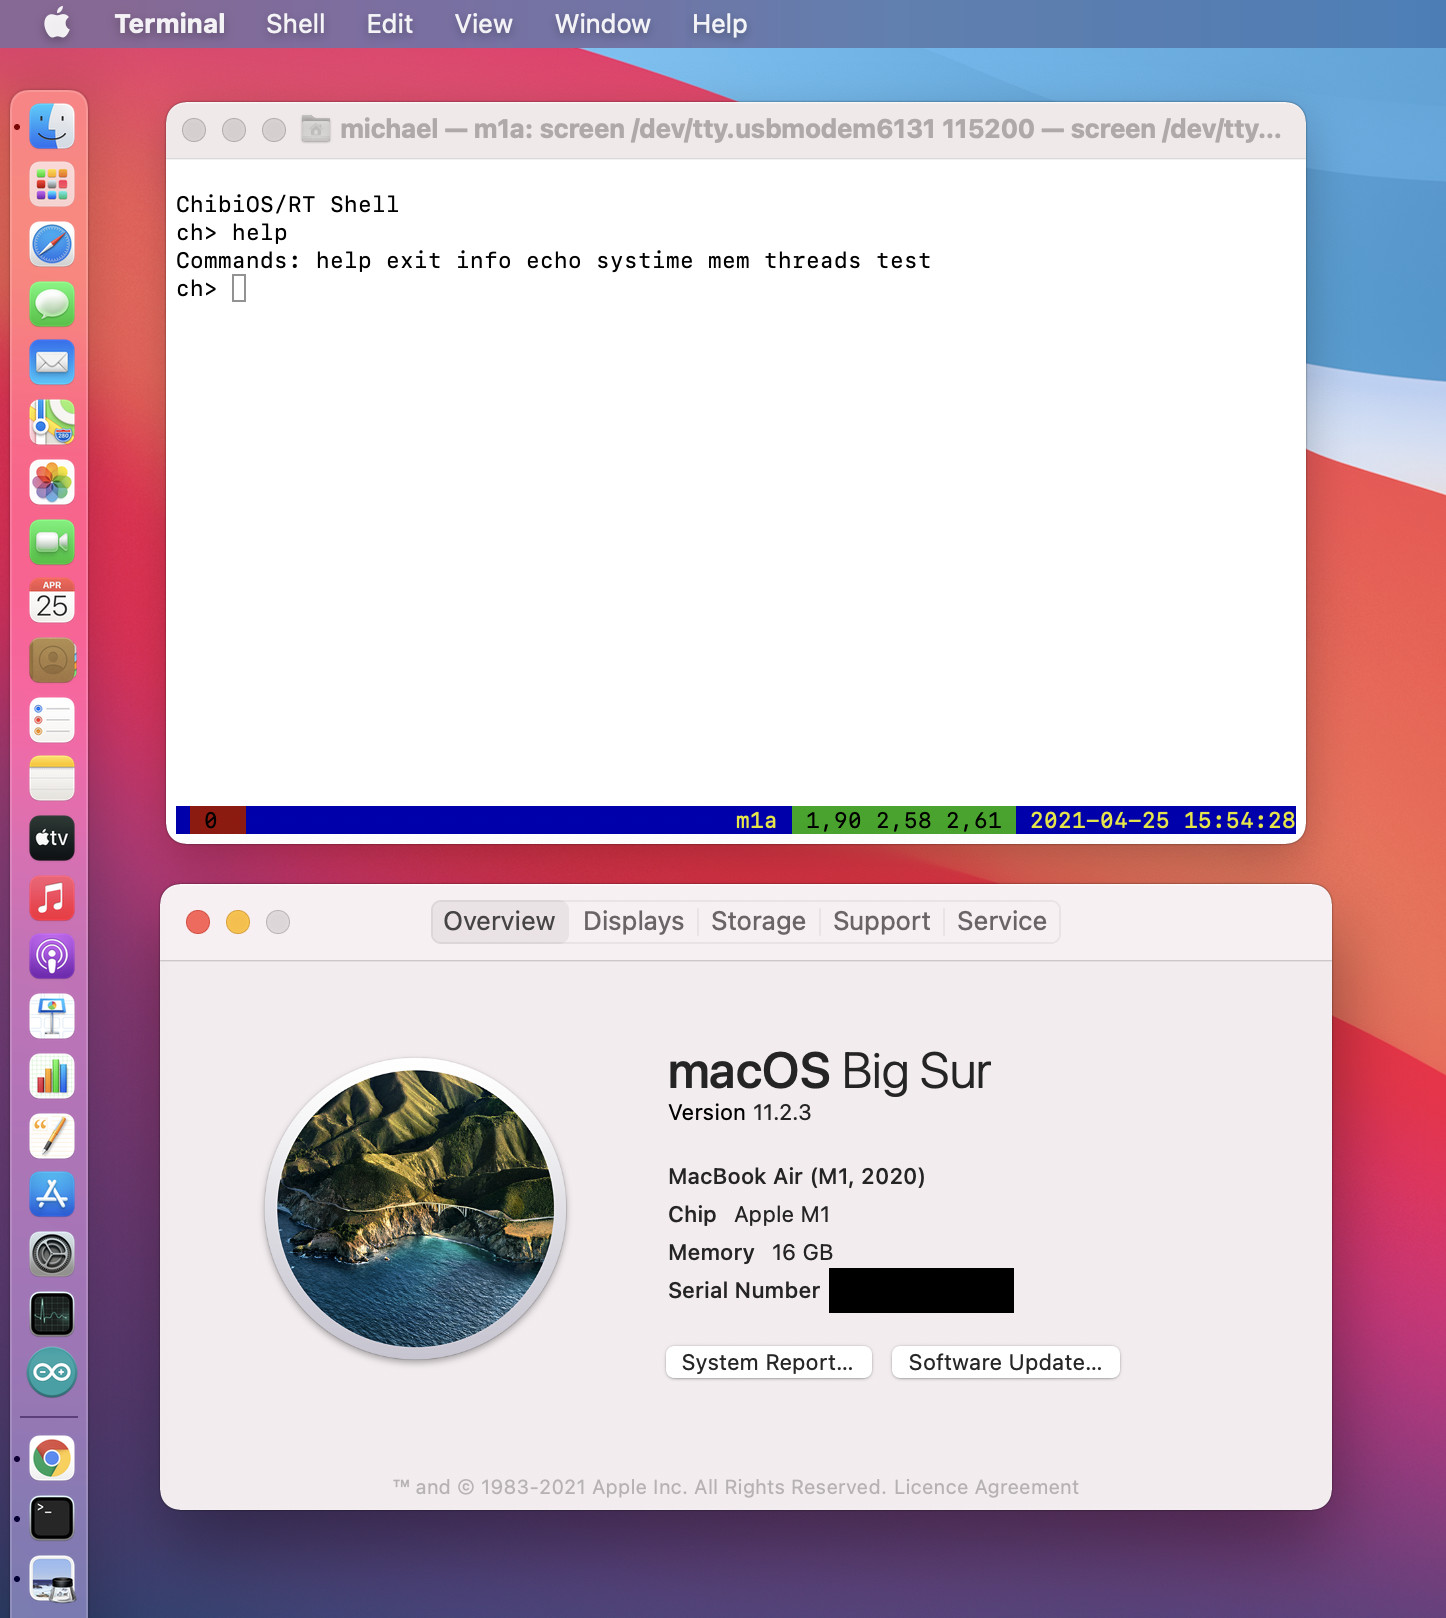 Terminal Shell Edit View Window Help
michael — m1a: screen /dev/tty.usbmodem6131 115200 — screen /dev/tty...
ChibiOS/RT Shell
ch> help
Commands: help exit info echo systime mem threads test
ch>
0 m1a 1,90 2,58 2,61 2021-04-25 15:54:28
APR
25
280
tv
>_
Overview Displays Storage Support Service
macOS Big Sur
Version 11.2.3
MacBook Air (M1, 2020)
Chip Apple M1
Memory 16 GB
Serial Number
System Report... Software Update...
™ and © 1983-2021 Apple Inc. All Rights Reserved. Licence Agreement